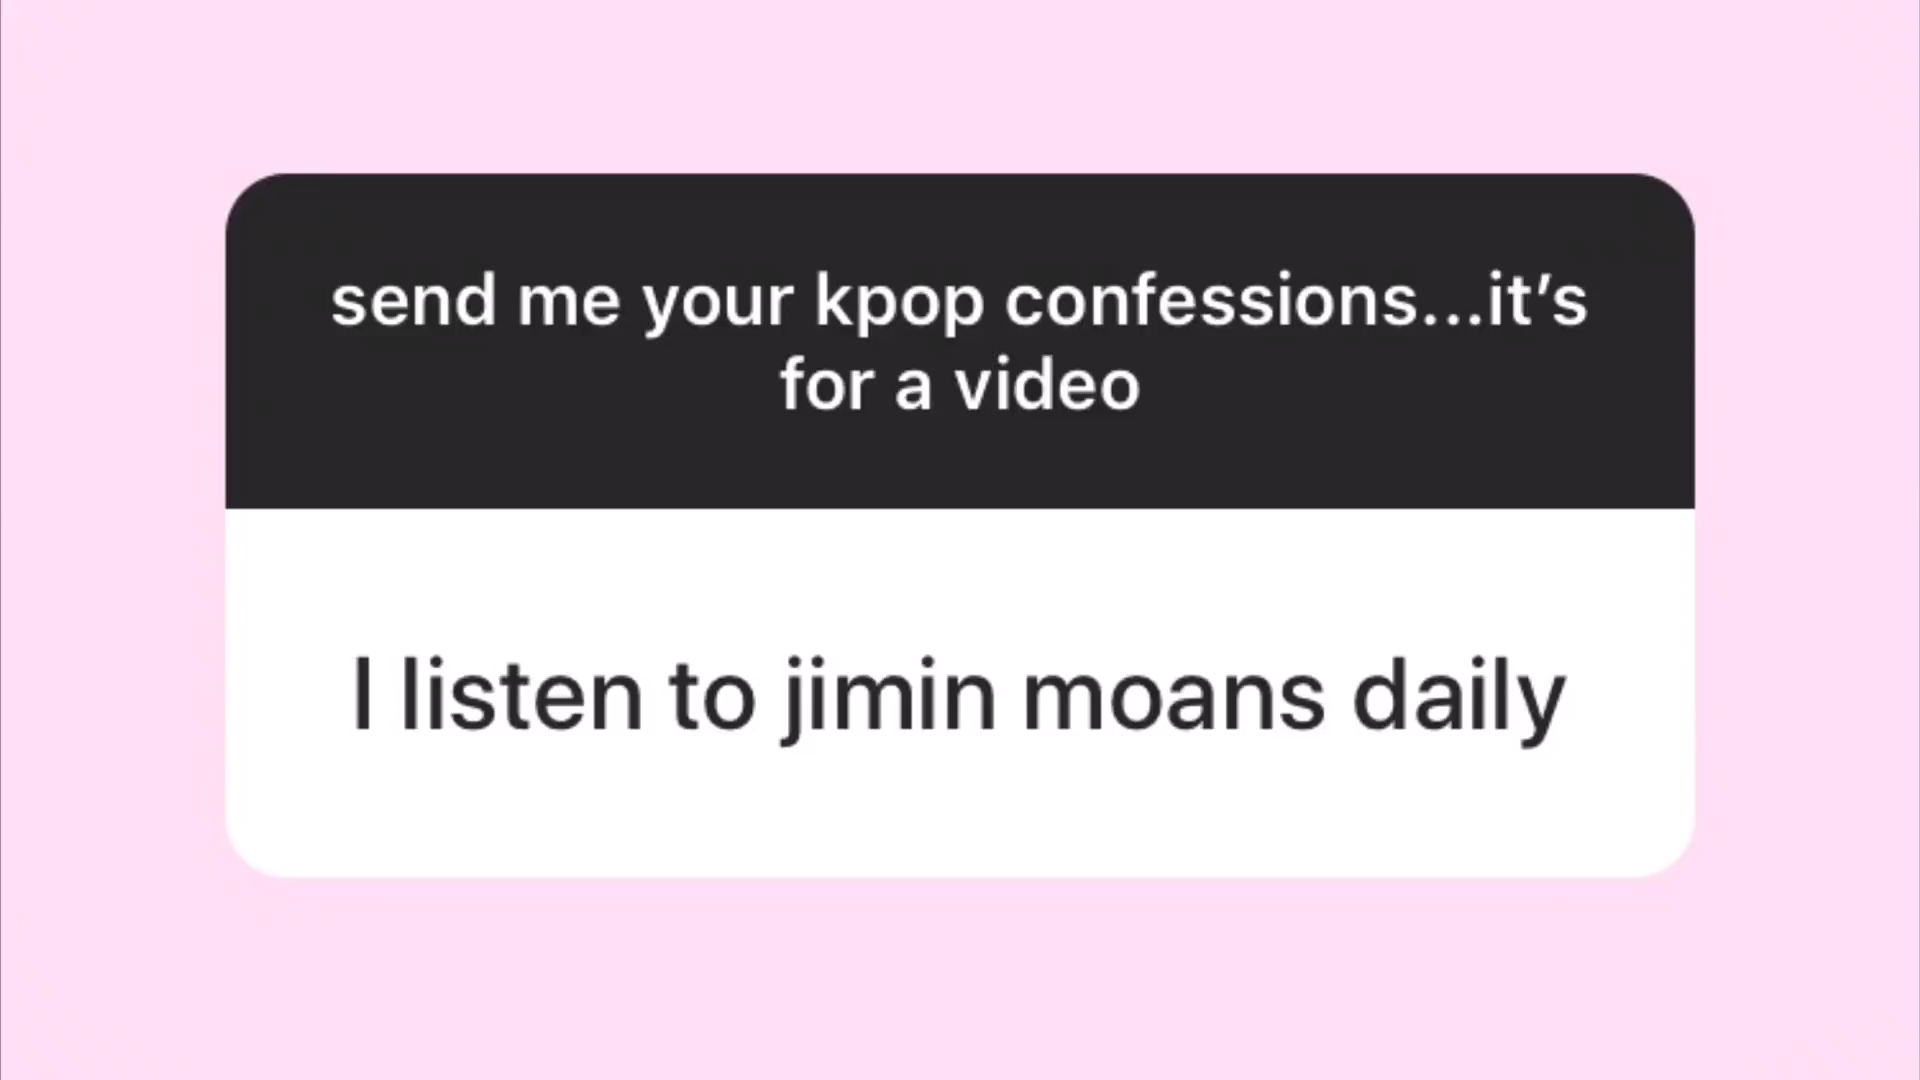 send me your kpop confessions...it’s
for a video
I listen to jimin moans daily